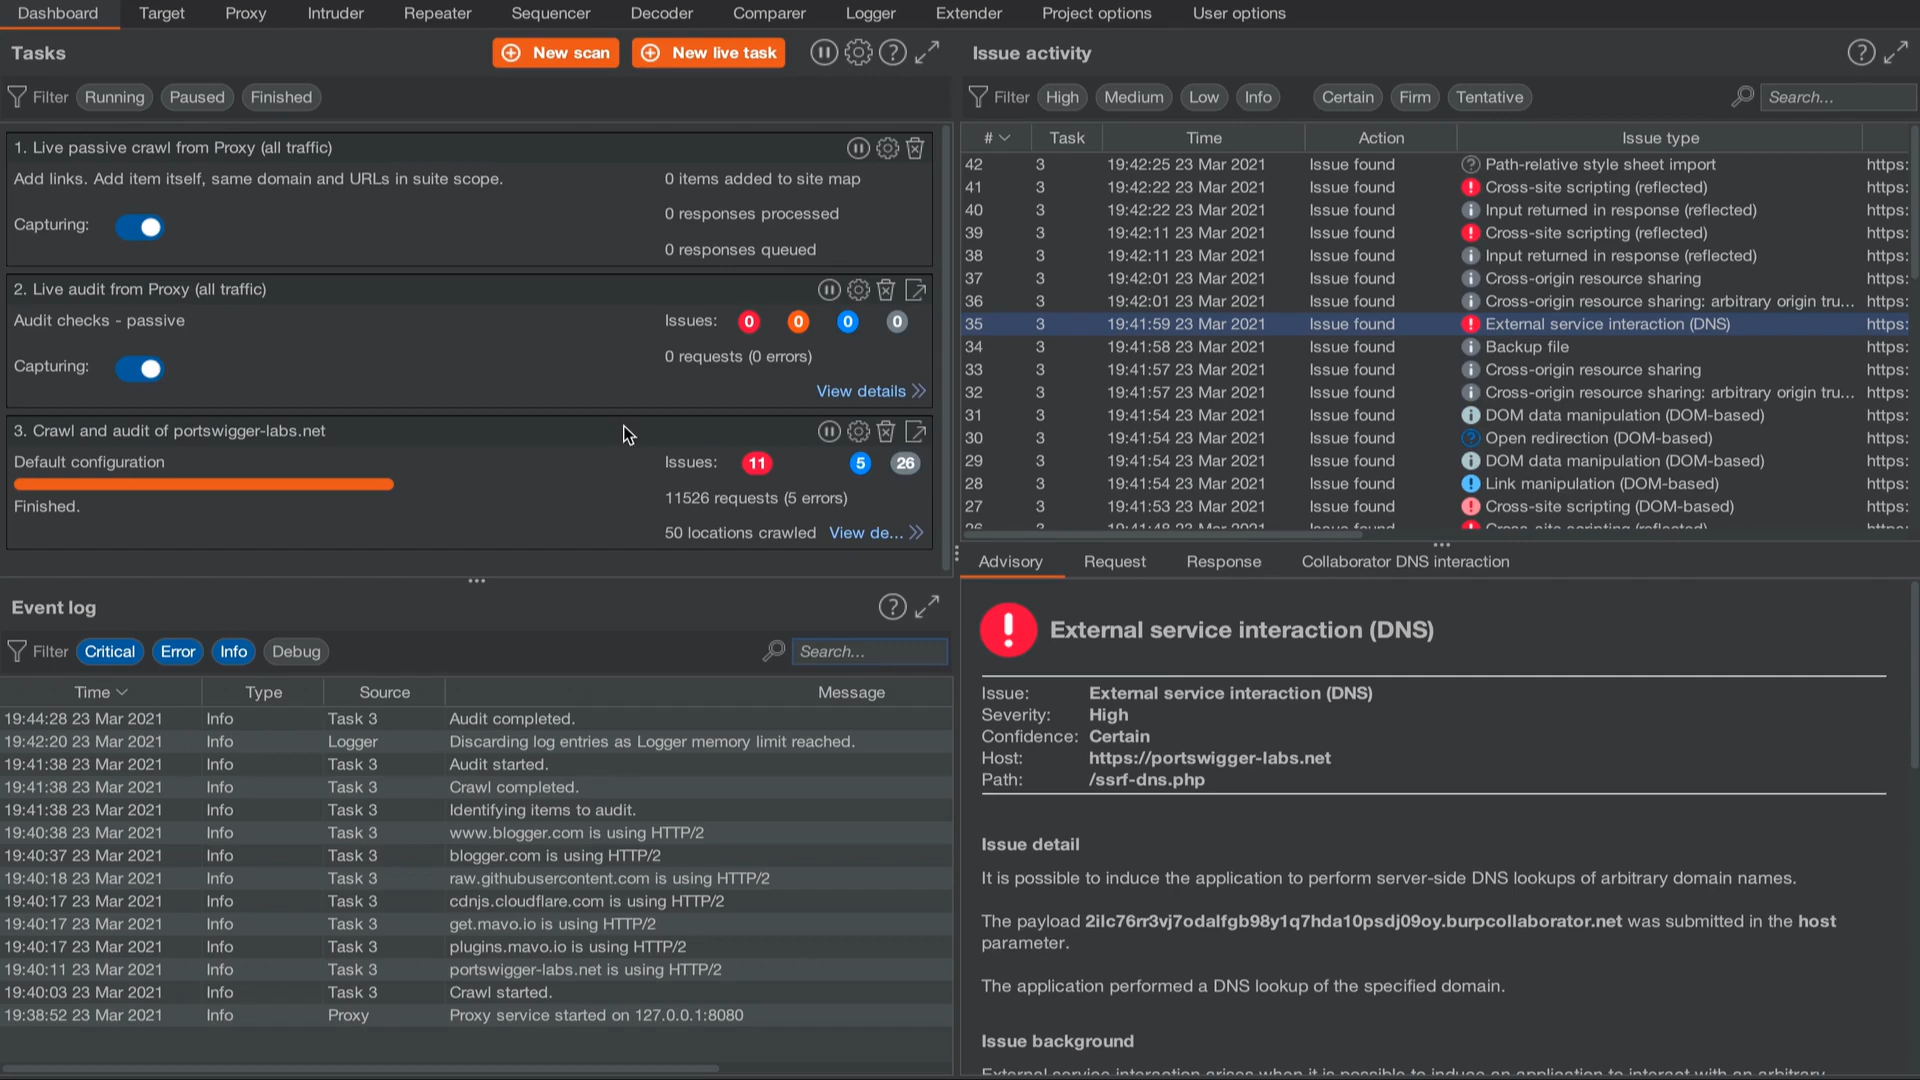 Dashboard Target Proxy Intruder Repeater Sequencer Decoder Comparer Logger Extender Project options User options
Tasks
New scan New live task
Filter Running Paused Finished
1. Live passive crawl from Proxy (all traffic)
Add links. Add item itself, same domain and URLs in suite scope.
0 items added to site map
0 responses processed
Capturing:
0 responses queued
2. Live audit from Proxy (all traffic)
Audit checks - passive
Issues: 0 0 0 0
0 requests (0 errors)
Capturing:
View details
3. Crawl and audit of portswigger-labs.net
Default configuration
Issues: 11 5 26
11526 requests (5 errors)
Finished.
50 locations crawled View de...
Event log
Filter Critical Error Info Debug Search...
Time Type Source Message
19:44:28 23 Mar 2021 Info Task 3 Audit completed.
19:42:20 23 Mar 2021 Info Logger Discarding log entries as Logger memory limit reached.
19:41:38 23 Mar 2021 Info Task 3 Audit started.
19:41:38 23 Mar 2021 Info Task 3 Crawl completed.
19:41:38 23 Mar 2021 Info Task 3 Identifying items to audit.
19:40:38 23 Mar 2021 Info Task 3 www.blogger.com is using HTTP/2
19:40:37 23 Mar 2021 Info Task 3 blogger.com is using HTTP/2
19:40:18 23 Mar 2021 Info Task 3 raw.githubusercontent.com is using HTTP/2
19:40:17 23 Mar 2021 Info Task 3 cdnjs.cloudflare.com is using HTTP/2
19:40:17 23 Mar 2021 Info Task 3 get.mavo.io is using HTTP/2
19:40:17 23 Mar 2021 Info Task 3 plugins.mavo.io is using HTTP/2
19:40:11 23 Mar 2021 Info Task 3 portswigger-labs.net is using HTTP/2
19:40:03 23 Mar 2021 Info Task 3 Crawl started.
19:38:52 23 Mar 2021 Info Proxy Proxy service started on 127.0.0.1:8080
Issue activity
Filter High Medium Low Info Certain Firm Tentative Search...
# Task Time Action Issue type
42 3 19:42:25 23 Mar 2021 Issue found Path-relative style sheet import https:
41 3 19:42:22 23 Mar 2021 Issue found Cross-site scripting (reflected) https:
40 3 19:42:22 23 Mar 2021 Issue found Input returned in response (reflected) https:
39 3 19:42:11 23 Mar 2021 Issue found Cross-site scripting (reflected) https:
38 3 19:42:11 23 Mar 2021 Issue found Input returned in response (reflected) https:
37 3 19:42:01 23 Mar 2021 Issue found Cross-origin resource sharing https:
36 3 19:42:01 23 Mar 2021 Issue found Cross-origin resource sharing: arbitrary origin tru... https:
35 3 19:41:59 23 Mar 2021 Issue found External service interaction (DNS) https:
34 3 19:41:58 23 Mar 2021 Issue found Backup file https:
33 3 19:41:57 23 Mar 2021 Issue found Cross-origin resource sharing https:
32 3 19:41:57 23 Mar 2021 Issue found Cross-origin resource sharing: arbitrary origin tru... https:
31 3 19:41:54 23 Mar 2021 Issue found DOM data manipulation (DOM-based) https:
30 3 19:41:54 23 Mar 2021 Issue found Open redirection (DOM-based) https:
29 3 19:41:54 23 Mar 2021 Issue found DOM data manipulation (DOM-based) https:
28 3 19:41:54 23 Mar 2021 Issue found Link manipulation (DOM-based) https:
27 3 19:41:53 23 Mar 2021 Issue found Cross-site scripting (DOM-based) https:
Advisory Request Response Collaborator DNS interaction
External service interaction (DNS)
Issue: External service interaction (DNS)
Severity: High
Confidence: Certain
Host: https://portswigger-labs.net
Path: /ssrf-dns.php
Issue detail
It is possible to induce the application to perform server-side DNS lookups of arbitrary domain names.
The payload 2ilc76rr3vj7odalfgb98y1q7hda10psdj09oy.burpcollaborator.net was submitted in the host
parameter.
The application performed a DNS lookup of the specified domain.
Issue background